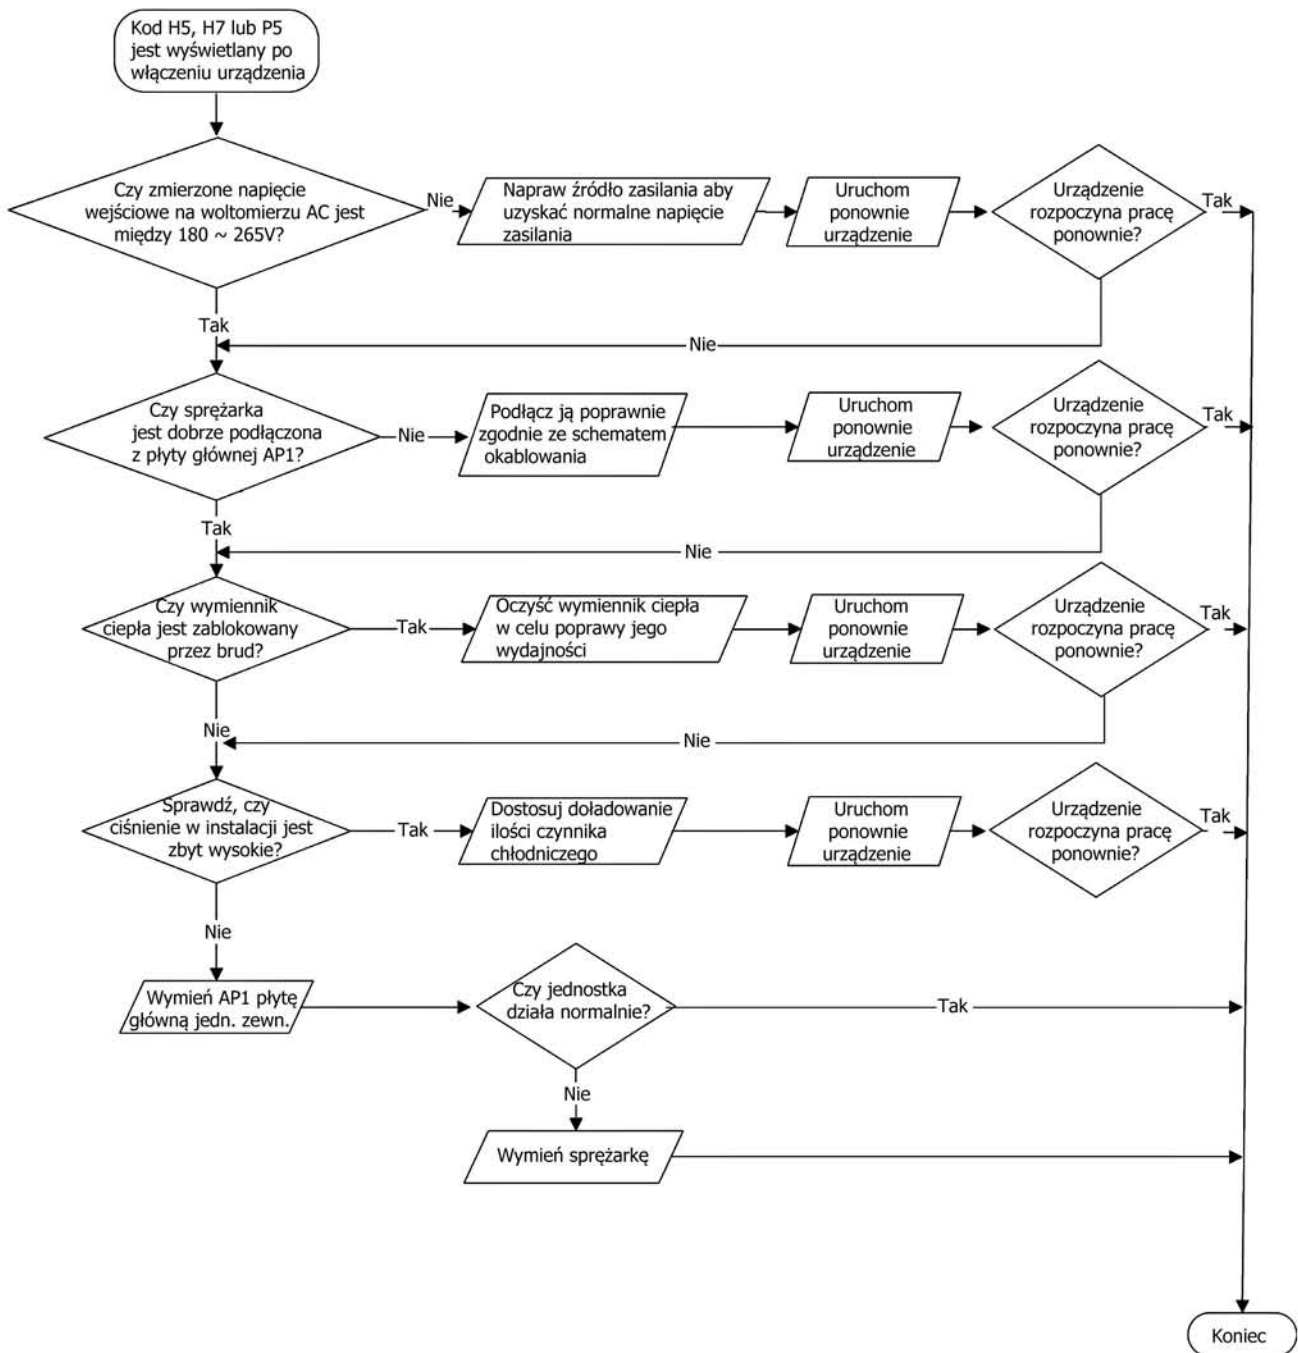 Kod H5, H7 lub P5
jest wyświetlany po
włączeniu urządzenia
Czy zmierzone napięcie
wejściowe na woltomierzu AC jest
między 180 ~ 265V?
Nie
Napraw źródło zasilania aby
uzyskać normalne napięcie
zasilania
Uruchom
ponownie
urządzenie
Urządzenie
rozpoczyna pracę
ponownie?
Tak
Tak
Nie
Czy sprężarka
jest dobrze podłączona
z płyty głównej AP1?
Nie
Podłącz ją poprawnie
zgodnie ze schematem
okablowania
Uruchom
ponownie
urządzenie
Urządzenie
rozpoczyna pracę
ponownie?
Tak
Tak
Nie
Czy wymiennik
ciepła jest zablokowany
przez brud?
Tak
Oczyść wymiennik ciepła
w celu poprawy jego
wydajności
Uruchom
ponownie
urządzenie
Urządzenie
rozpoczyna pracę
ponownie?
Tak
Nie
Nie
Sprawdź, czy
ciśnienie w instalacji jest
zbyt wysokie?
Tak
Dostosuj doładowanie
ilości czynnika
chłodniczego
Uruchom
ponownie
urządzenie
Urządzenie
rozpoczyna pracę
ponownie?
Tak
Nie
Wymień AP1 płytę
główną jedn. zewn.
Czy jednostka
działa normalnie?
Tak
Nie
Wymień sprężarkę
Koniec